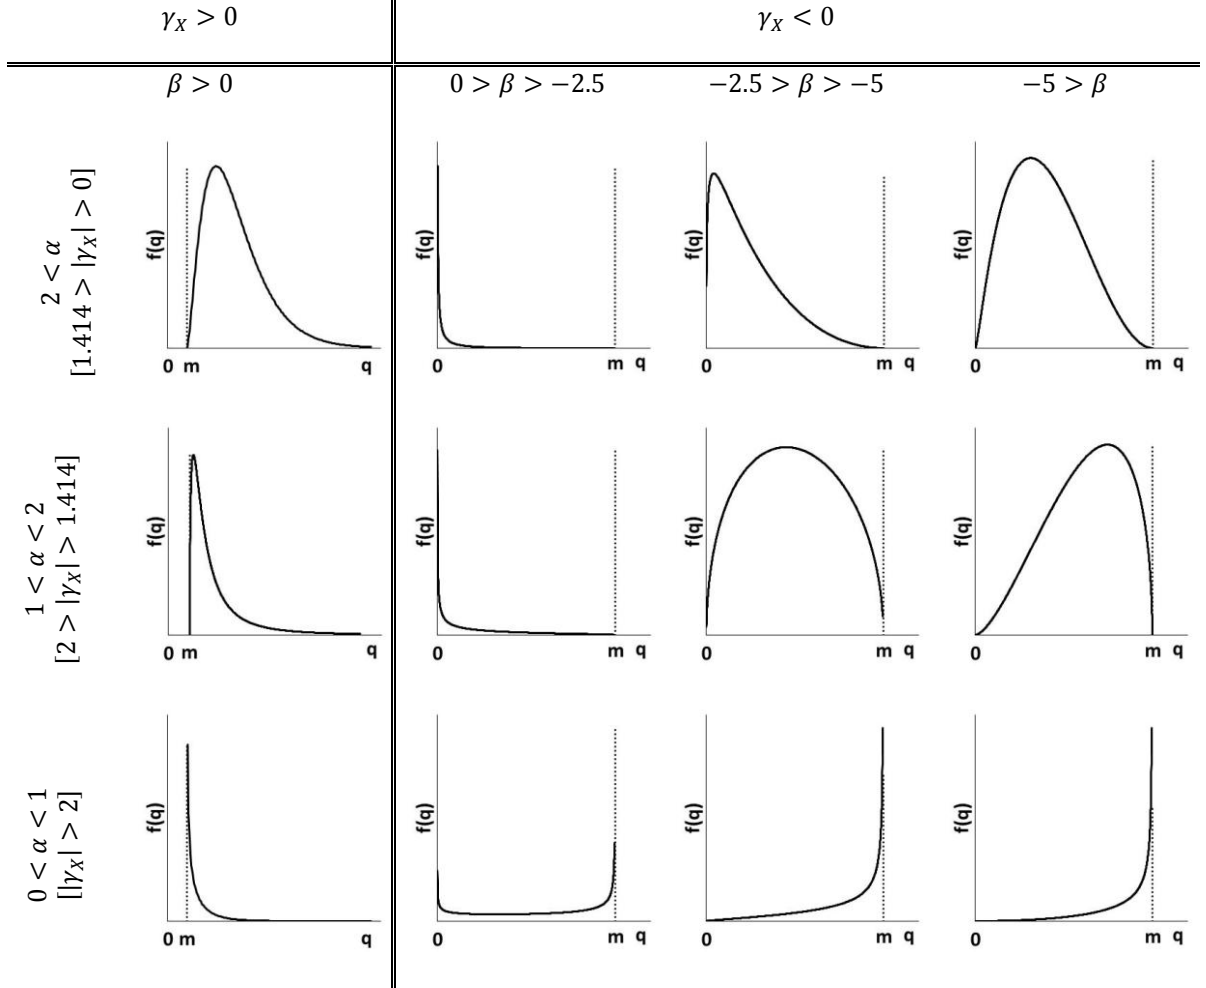 γ_X > 0
γ_X < 0
β > 0
0 > β > −2.5
−2.5 > β > −5
−5 > β
2 < α
[1.414 > |γ_X| > 0]
f(q)
0 m q
f(q)
0 m q
f(q)
0 m q
f(q)
0 m q
1 < α < 2
[2 > |γ_X| > 1.414]
f(q)
0 m q
f(q)
0 m q
f(q)
0 m q
f(q)
0 m q
0 < α < 1
[|γ_X| > 2]
f(q)
0 m q
f(q)
0 m q
f(q)
0 m q
f(q)
0 m q